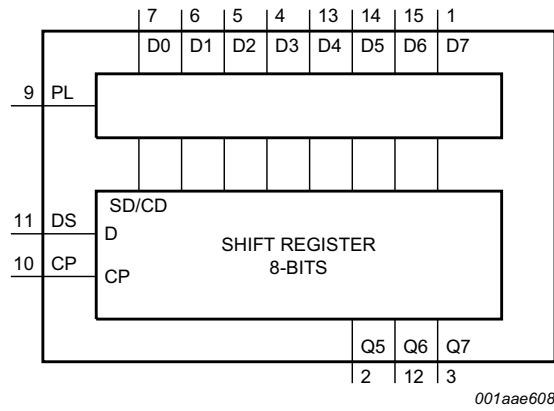 7 6 5 4 13 14 15 1
D0 D1 D2 D3 D4 D5 D6 D7
9 PL
SD/CD
11 DS D
SHIFT REGISTER
8-BITS
10 CP CP
Q5 Q6 Q7
2 12 3
001aae608